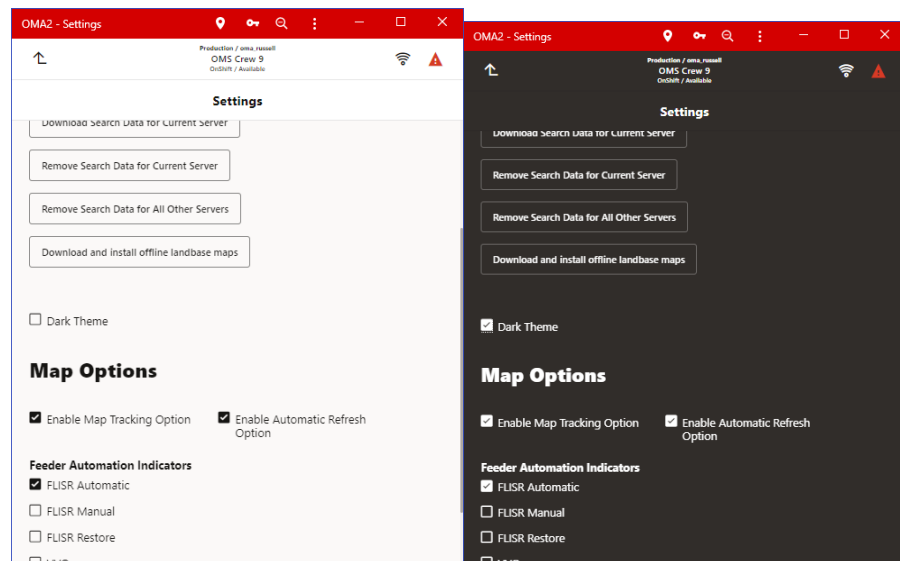 OMA2 - Settings
Production / oma_russell
OMS Crew 9
OnShift / Available
Settings
Download Search Data for Current Server
Remove Search Data for Current Server
Remove Search Data for All Other Servers
Download and install offline landbase maps
Dark Theme
Map Options
Enable Map Tracking Option
Enable Automatic Refresh
Option
Feeder Automation Indicators
FLISR Automatic
FLISR Manual
FLISR Restore
OMA2 - Settings
Production / oma_russell
OMS Crew 9
OnShift / Available
Settings
Download Search Data for Current Server
Remove Search Data for Current Server
Remove Search Data for All Other Servers
Download and install offline landbase maps
Dark Theme
Map Options
Enable Map Tracking Option
Enable Automatic Refresh
Option
Feeder Automation Indicators
FLISR Automatic
FLISR Manual
FLISR Restore